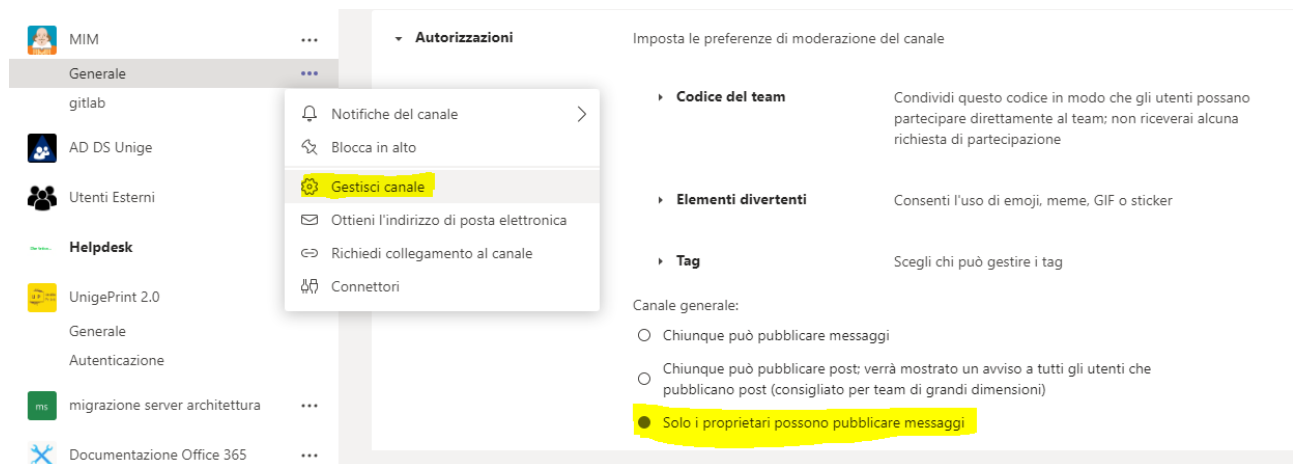 MIM
Generale
gitlab
AD DS Unige
Utenti Esterni
Helpdesk
UnigePrint 2.0
Generale
Autenticazione
ms
migrazione server architettura
Documentazione Office 365
Notifiche del canale
Blocca in alto
Gestisci canale
Ottieni l'indirizzo di posta elettronica
Richiedi collegamento al canale
Connettori
Autorizzazioni
Imposta le preferenze di moderazione del canale
Codice del team
Condividi questo codice in modo che gli utenti possano
partecipare direttamente al team; non riceverai alcuna
richiesta di partecipazione
Elementi divertenti
Consenti l'uso di emoji, meme, GIF o sticker
Tag
Scegli chi può gestire i tag
Canale generale:
Chiunque può pubblicare messaggi
Chiunque può pubblicare post; verrà mostrato un avviso a tutti gli utenti che
pubblicano post (consigliato per team di grandi dimensioni)
Solo i proprietari possono pubblicare messaggi